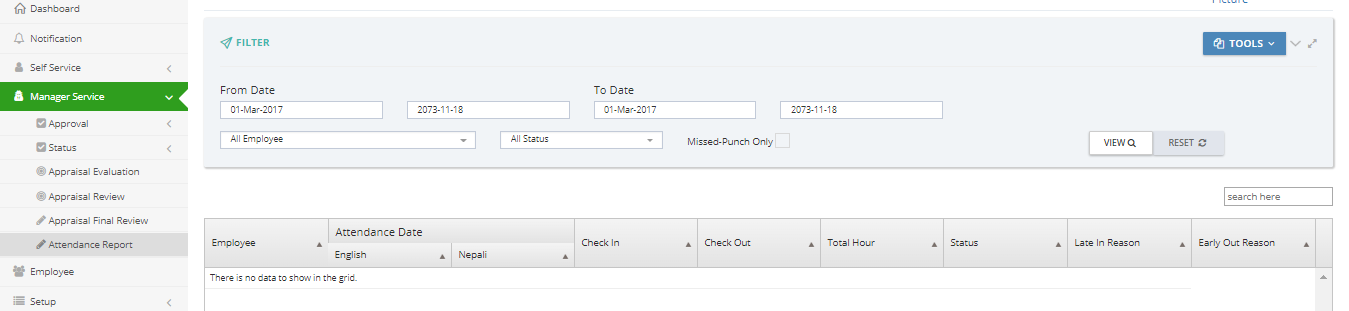 Picture
Dashboard
Notification
Self Service
Manager Service
Approval
Status
Appraisal Evaluation
Appraisal Review
Appraisal Final Review
Attendance Report
Employee
Setup
FILTER
TOOLS
From Date
To Date
01-Mar-2017
2073-11-18
01-Mar-2017
2073-11-18
All Employee
All Status
Missed-Punch Only
VIEW
RESET
search here
Employee
Attendance Date
English
Nepali
Check In
Check Out
Total Hour
Status
Late In Reason
Early Out Reason
There is no data to show in the grid.